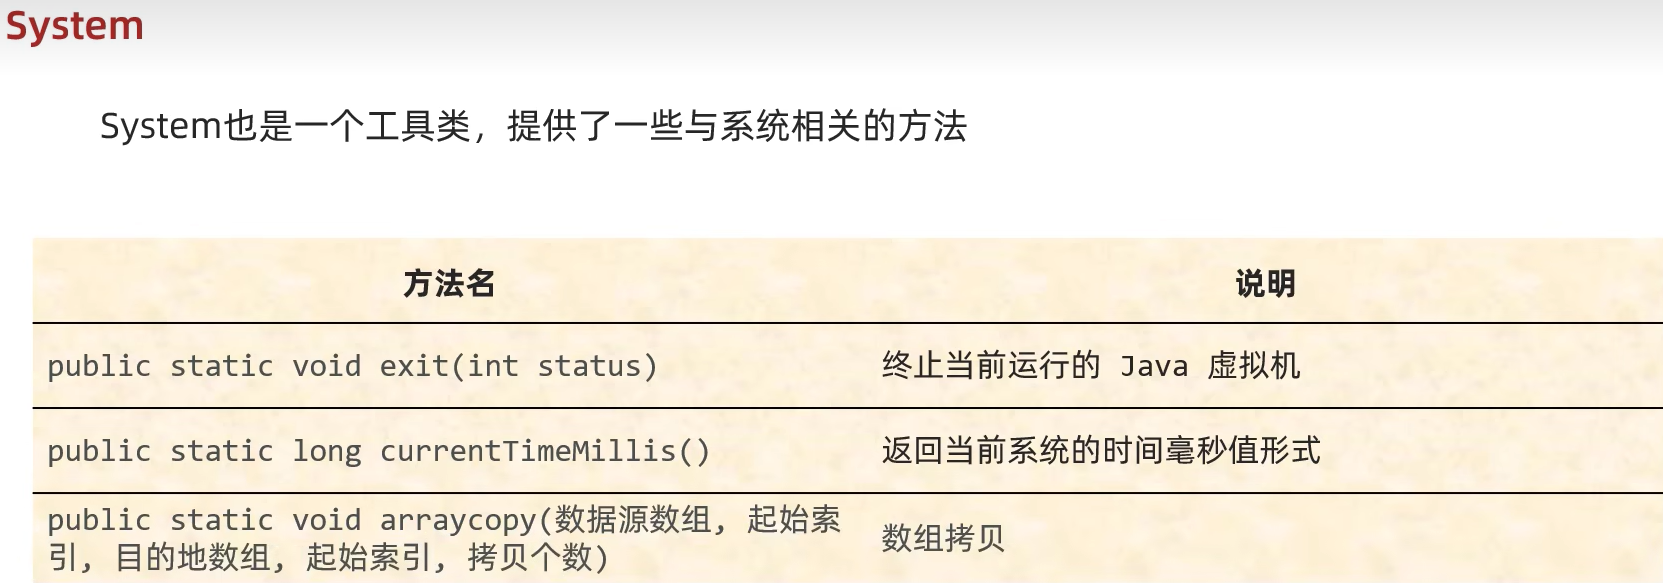 System
System也是一个工具类，提供了一些与系统相关的方法
方法名 说明
public static void exit(int status) 终止当前运行的 Java 虚拟机
public static long currentTimeMillis() 返回当前系统的时间毫秒值形式
public static void arraycopy(数据源数组, 起始索
引, 目的地数组, 起始索引, 拷贝个数) 数组拷贝